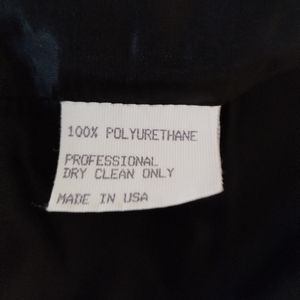 100% POLYURETHANE
PROFESSIONAL
DRY CLEAN ONLY
MADE IN USA